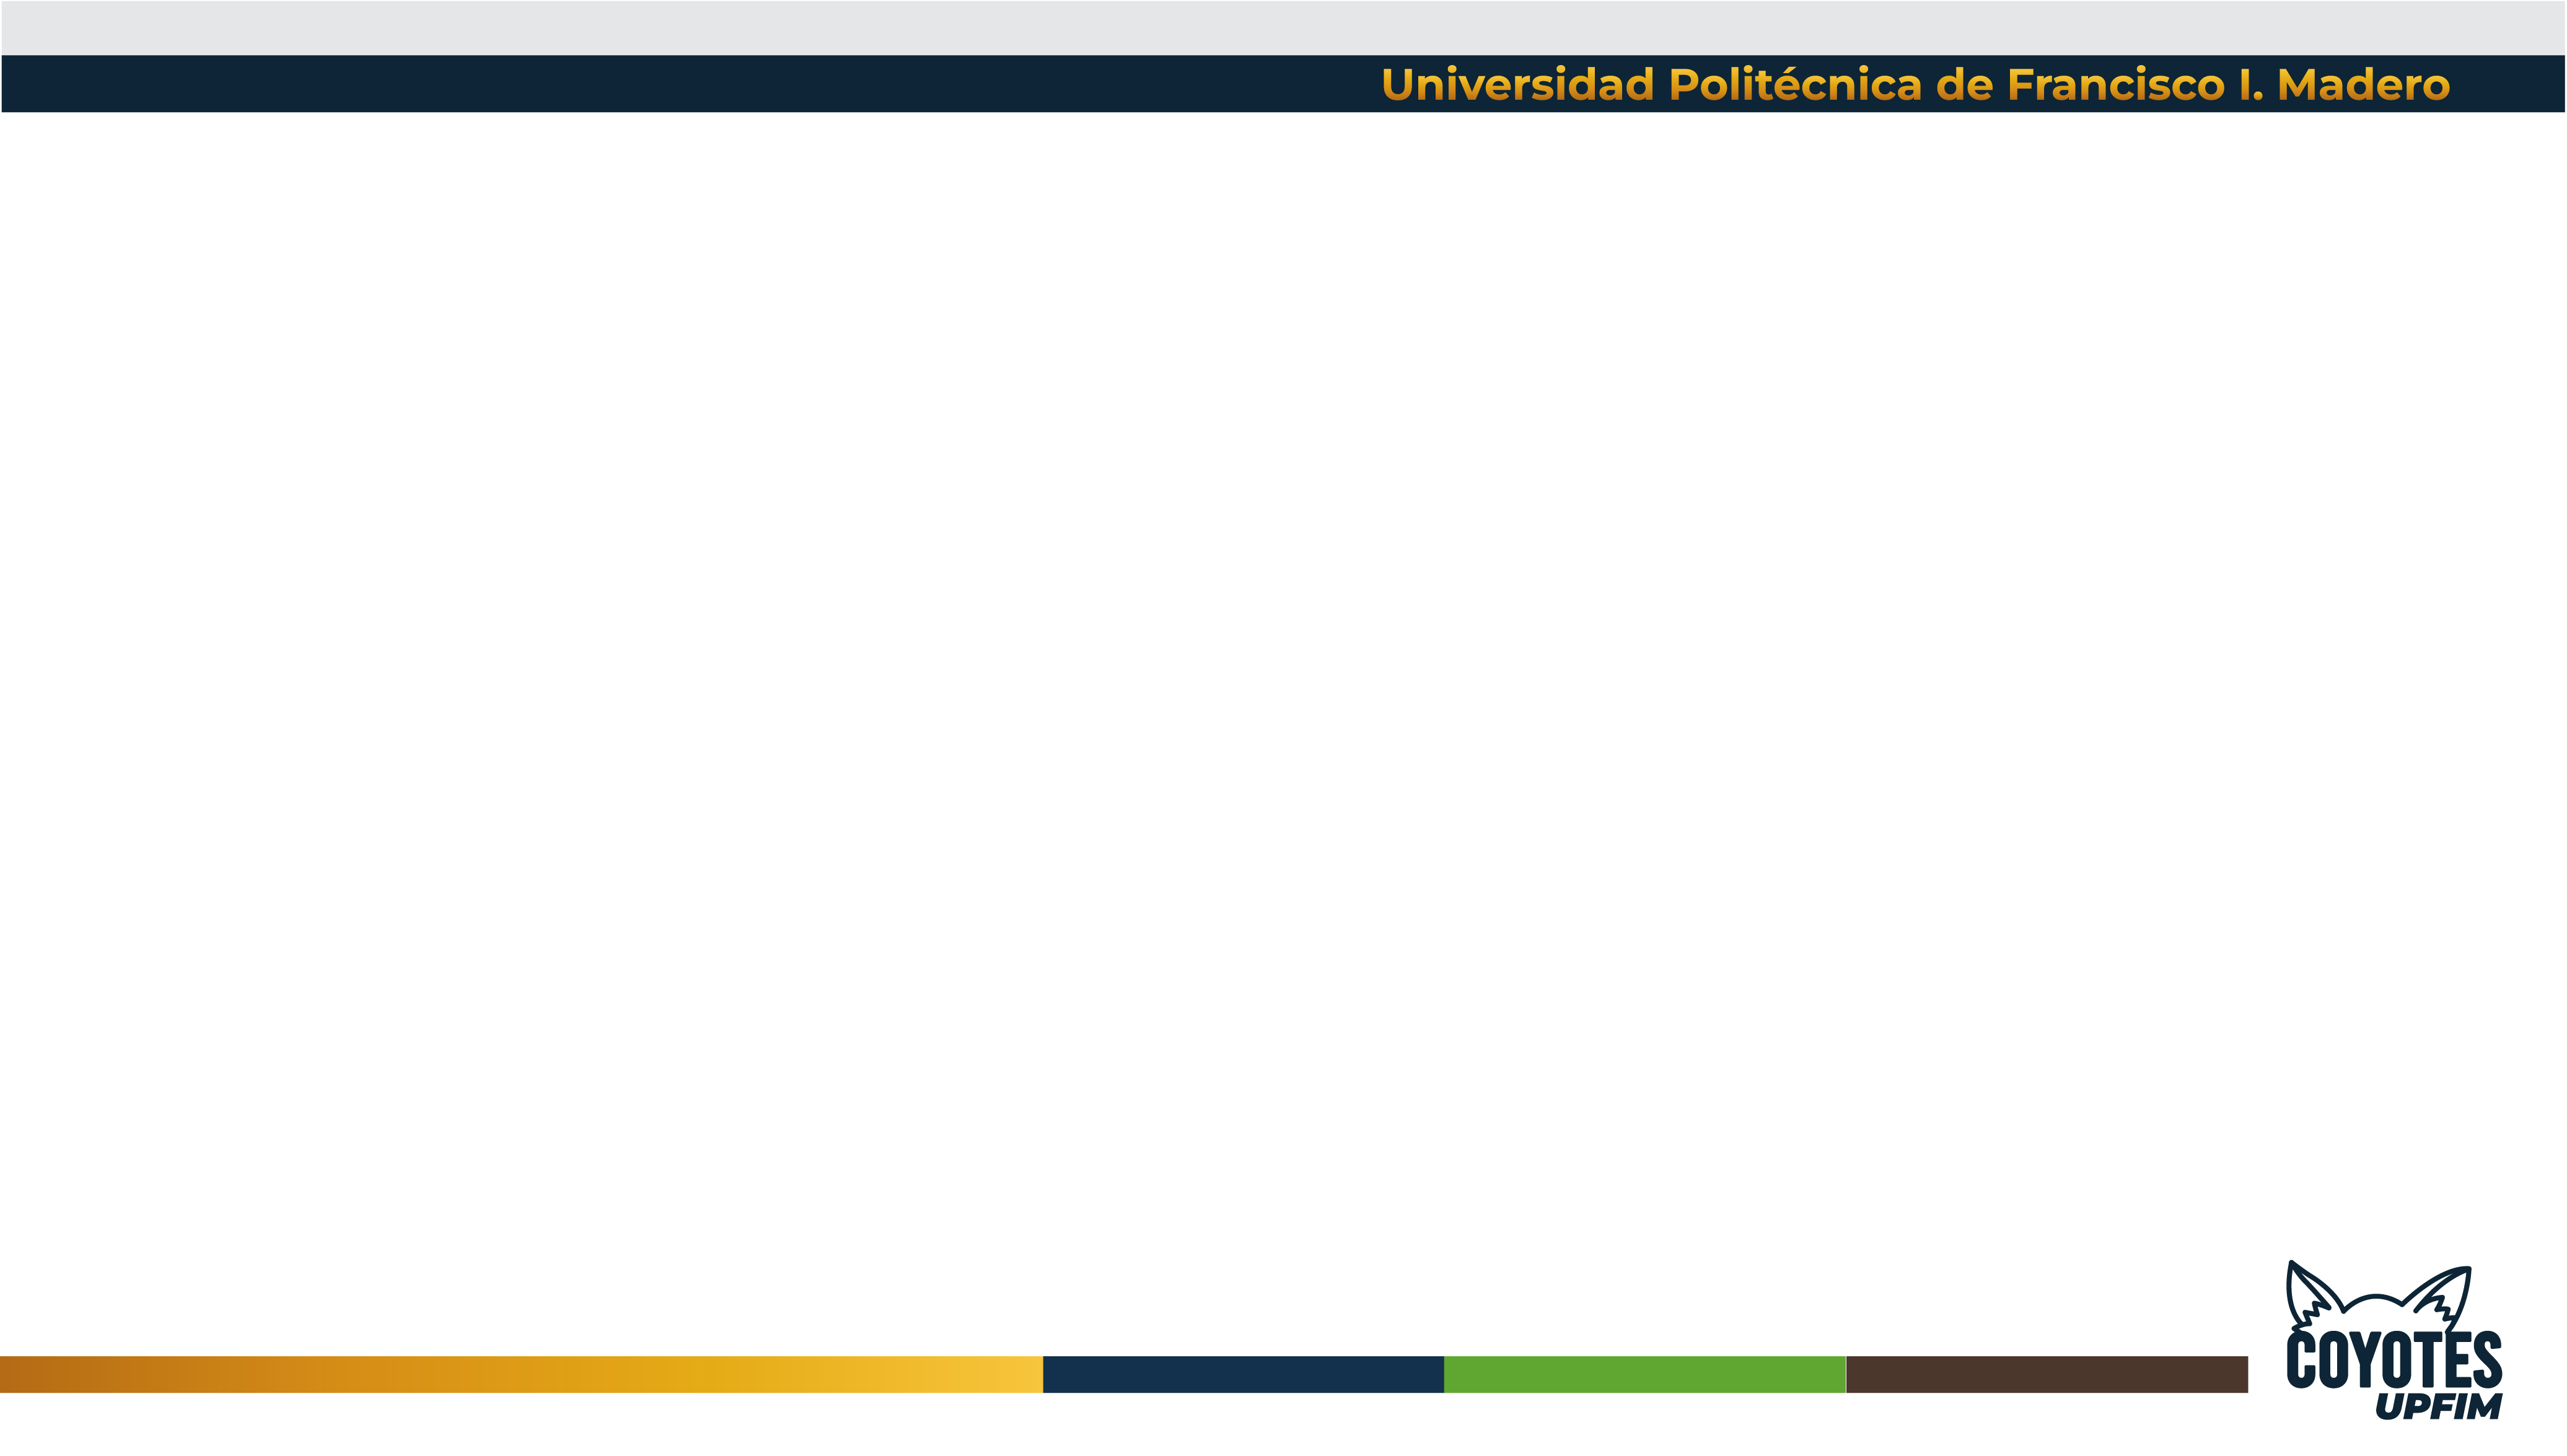 Universidad Politécnica de Francisco I. Madero
COYOTES
UPFIM